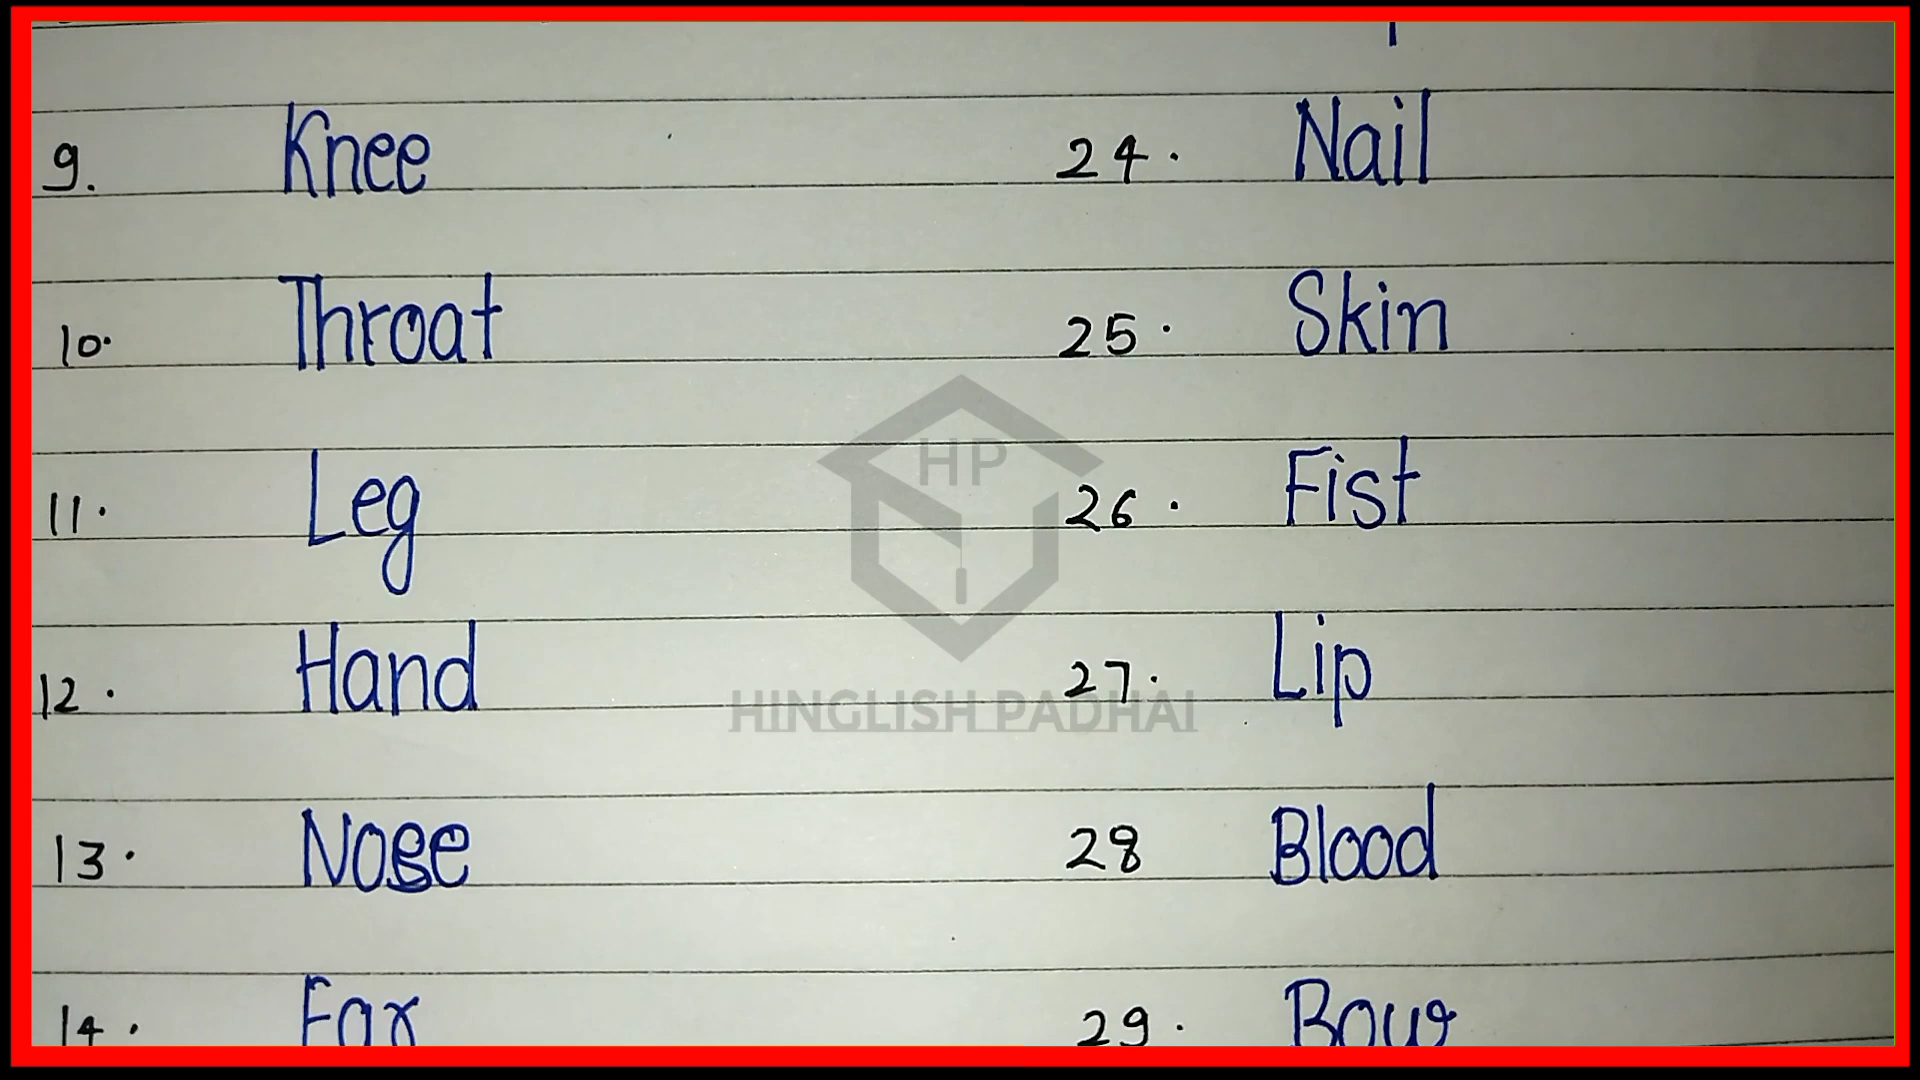 9. Knee 24. Nail
10. Throat 25. Skin
HP
11. Leg 26. Fist
12. Hand 27. Lip
HINGLISH PADHAI
13. Nose 28 Blood
14. Ear 29.